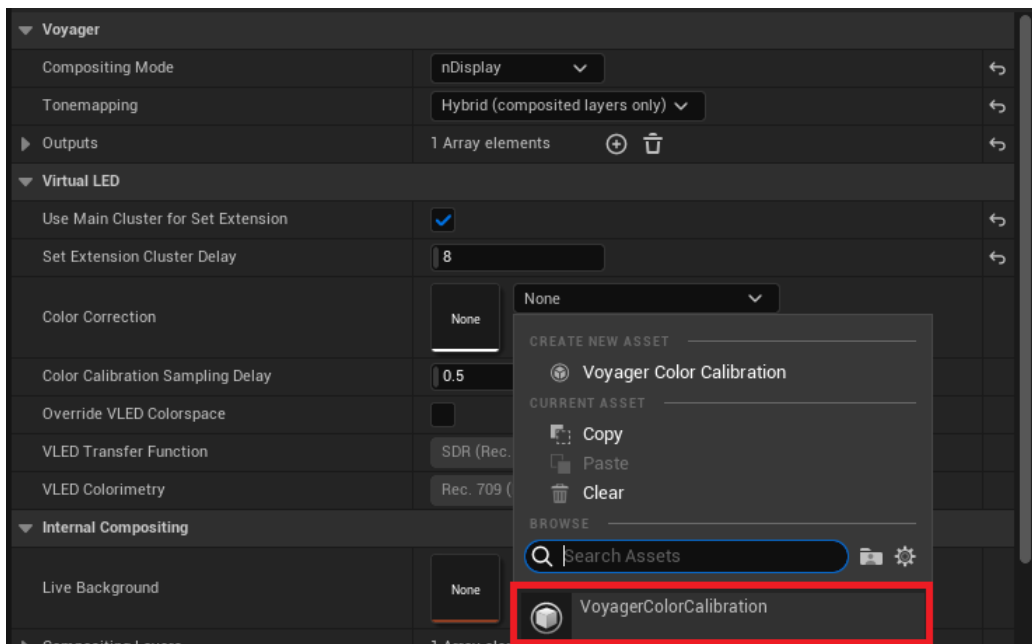 Voyager
Compositing Mode nDisplay
Tonemapping Hybrid (composited layers only)
Outputs 1 Array elements
Virtual LED
Use Main Cluster for Set Extension
Set Extension Cluster Delay 8
Color Correction None None
CREATE NEW ASSET
Voyager Color Calibration
Color Calibration Sampling Delay 0.5
CURRENT ASSET
Override VLED Colorspace
Copy
VLED Transfer Function SDR (Rec.
Paste
VLED Colorimetry Rec. 709 (
Clear
Internal Compositing
BROWSE
Search Assets
Live Background None
VoyagerColorCalibration